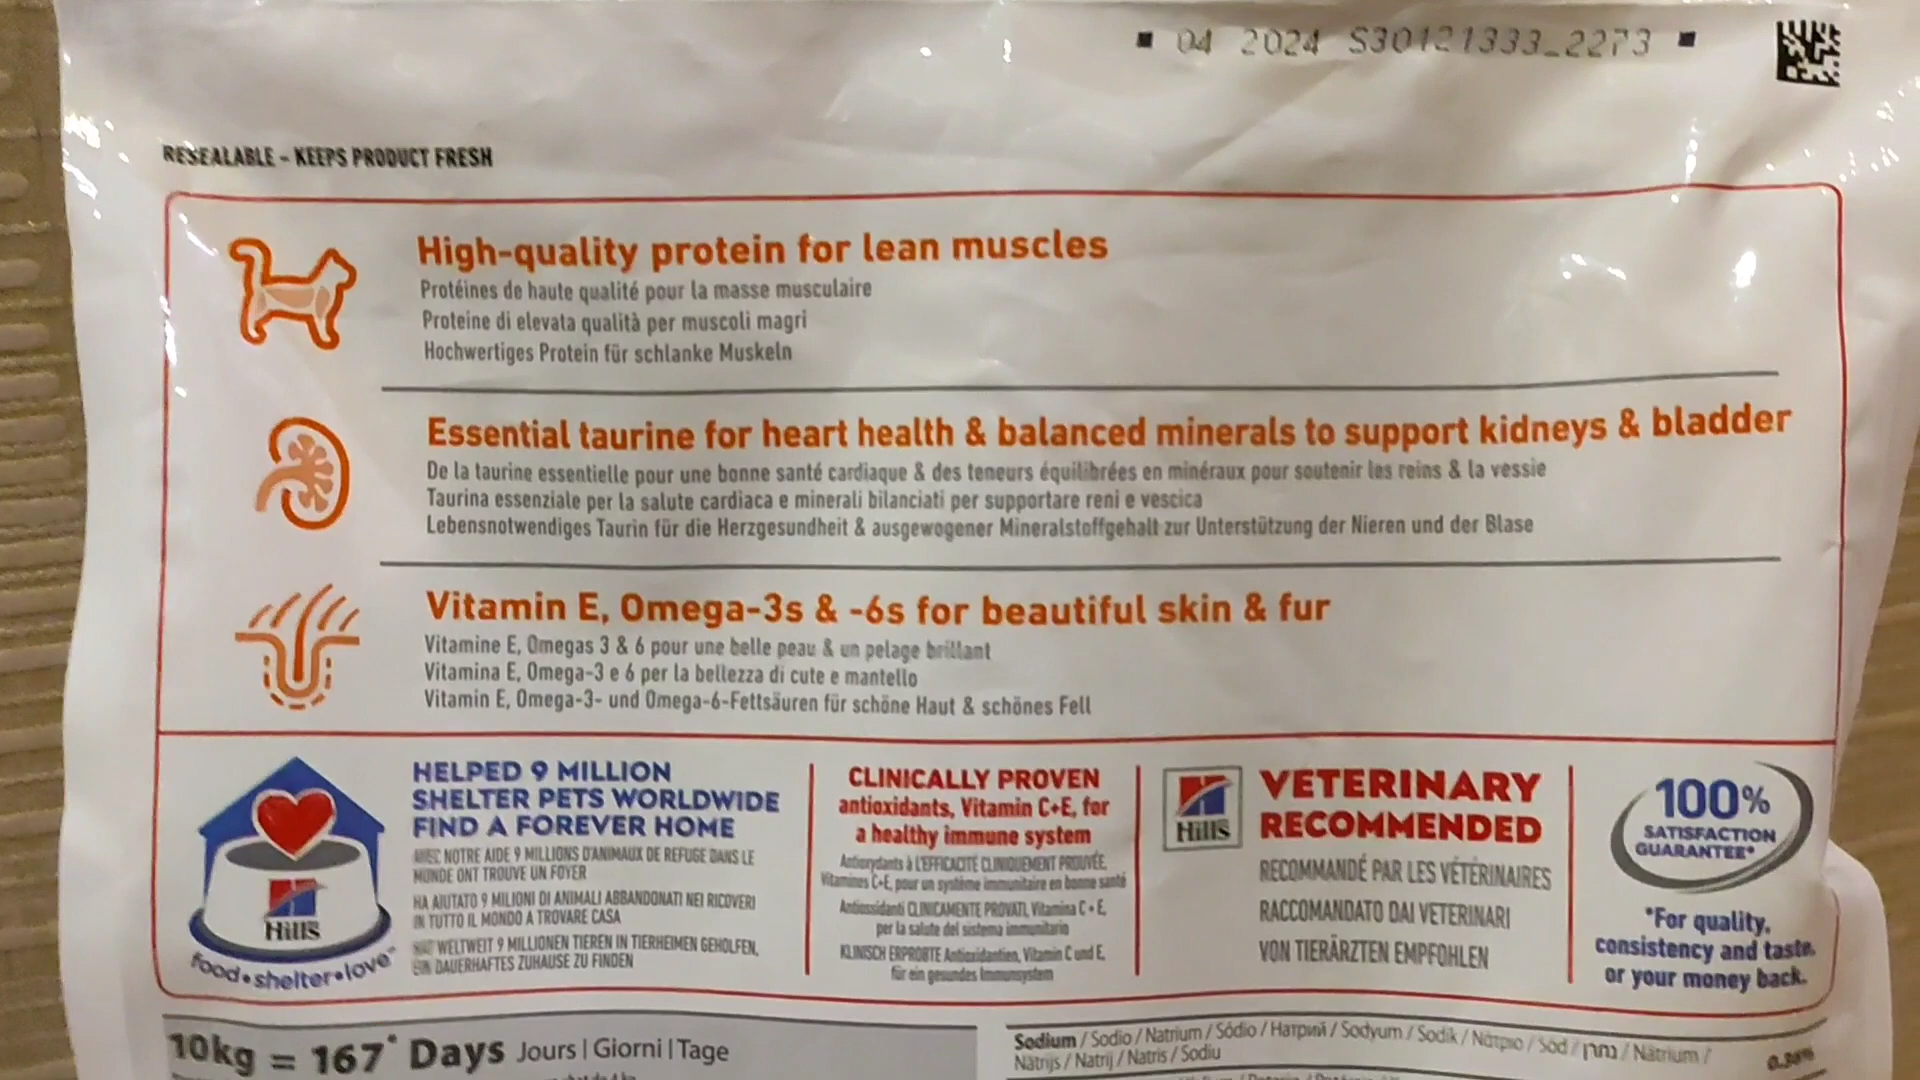 04 2024 S30121333_2273
RESEALABLE - KEEPS PRODUCT FRESH
High-quality protein for lean muscles
Protéines de haute qualité pour la masse musculaire
Proteine di elevata qualità per muscoli magri
Hochwertiges Protein für schlanke Muskeln
Essential taurine for heart health & balanced minerals to support kidneys & bladder
De la taurine essentielle pour une bonne santé cardiaque & des teneurs équilibrées en minéraux pour soutenir les reins & la vessie
Taurina essenziale per la salute cardiaca e minerali bilanciati per supportare reni e vescica
Lebensnotwendiges Taurin für die Herzgesundheit & ausgewogener Mineralstoffgehalt zur Unterstützung der Nieren und der Blase
Vitamin E, Omega-3s & -6s for beautiful skin & fur
Vitamine E, Omegas 3 & 6 pour une belle peau & un pelage brillant
Vitamina E, Omega-3 e 6 per la bellezza di cute e mantello
Vitamin E, Omega-3- und Omega-6-Fettsäuren für schöne Haut & schönes Fell
Hill's
food•shelter•love
HELPED 9 MILLION
SHELTER PETS WORLDWIDE
FIND A FOREVER HOME
AVEC NOTRE AIDE 9 MILLIONS D'ANIMAUX DE REFUGE DANS LE
MONDE ONT TROUVE UN FOYER
HA AIUTATO 9 MILIONI DI ANIMALI ABBANDONATI NEI RICOVERI
IN TUTTO IL MONDO A TROVARE CASA
HAT WELTWEIT 9 MILLIONEN TIEREN IN TIERHEIMEN GEHOLFEN,
EIN DAUERHAFTES ZUHAUSE ZU FINDEN
CLINICALLY PROVEN
antioxidants, Vitamin C+E, for
a healthy immune system
Antioxydants à L'EFFICACITÉ CLINIQUEMENT PROUVÉE,
Vitamines C+E, pour un système immunitaire en bonne santé
Antiossidanti CLINICAMENTE PROVATI, Vitamina C + E,
per la salute del sistema immunitario
KLINISCH ERPROBTE Antioxidantien, Vitamin C und E,
für ein gesundes Immunsystem
Hill's
VETERINARY
RECOMMENDED
RECOMMANDÉ PAR LES VÉTÉRINAIRES
RACCOMANDATO DAI VETERINARI
VON TIERÄRZTEN EMPFOHLEN
100%
SATISFACTION
GUARANTEE*
*For quality,
consistency and taste,
or your money back.
10kg = 167* Days Jours | Giorni | Tage
Sodium / Sodio / Natrium / Sódio / Натрий / Sodyum / Sodík / Νάτριο / Sód / נתרן / Nátrium /
Nātrijs / Natrij / Natris / Sodiu